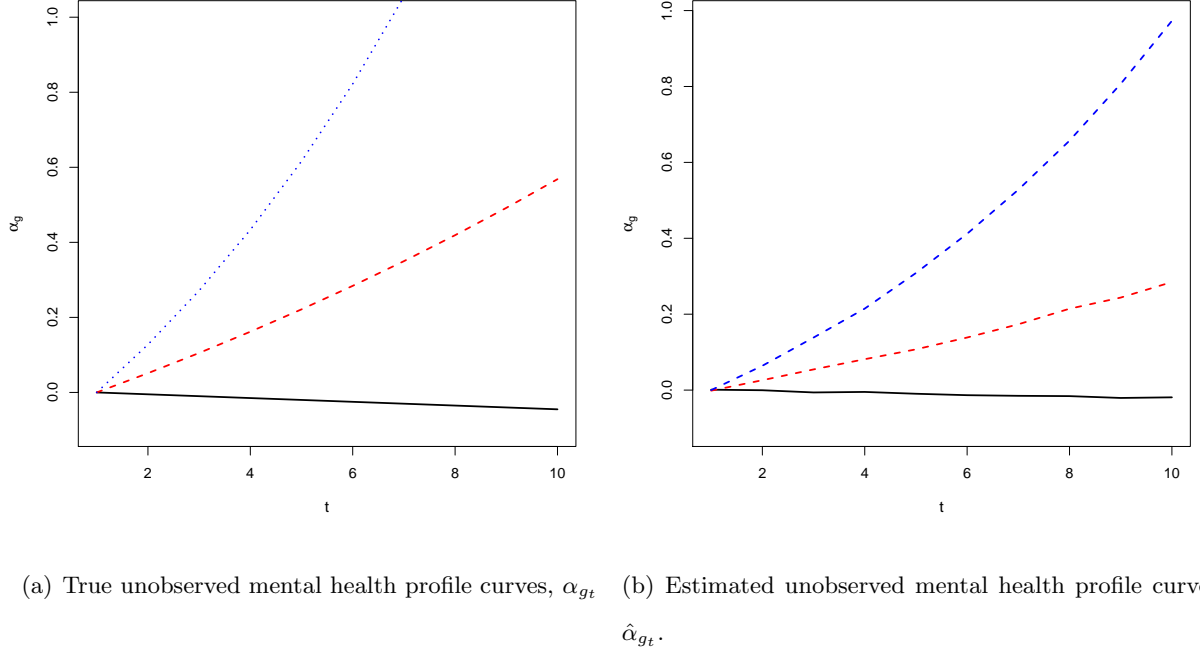 1.0
0.8
0.6
0.4
0.2
0.0
αg
2 4 6 8 10
t
1.0
0.8
0.6
0.4
0.2
0.0
αg
2 4 6 8 10
t
(a) True unobserved mental health profile curves, αgt
(b) Estimated unobserved mental health profile curve
α̂gt.